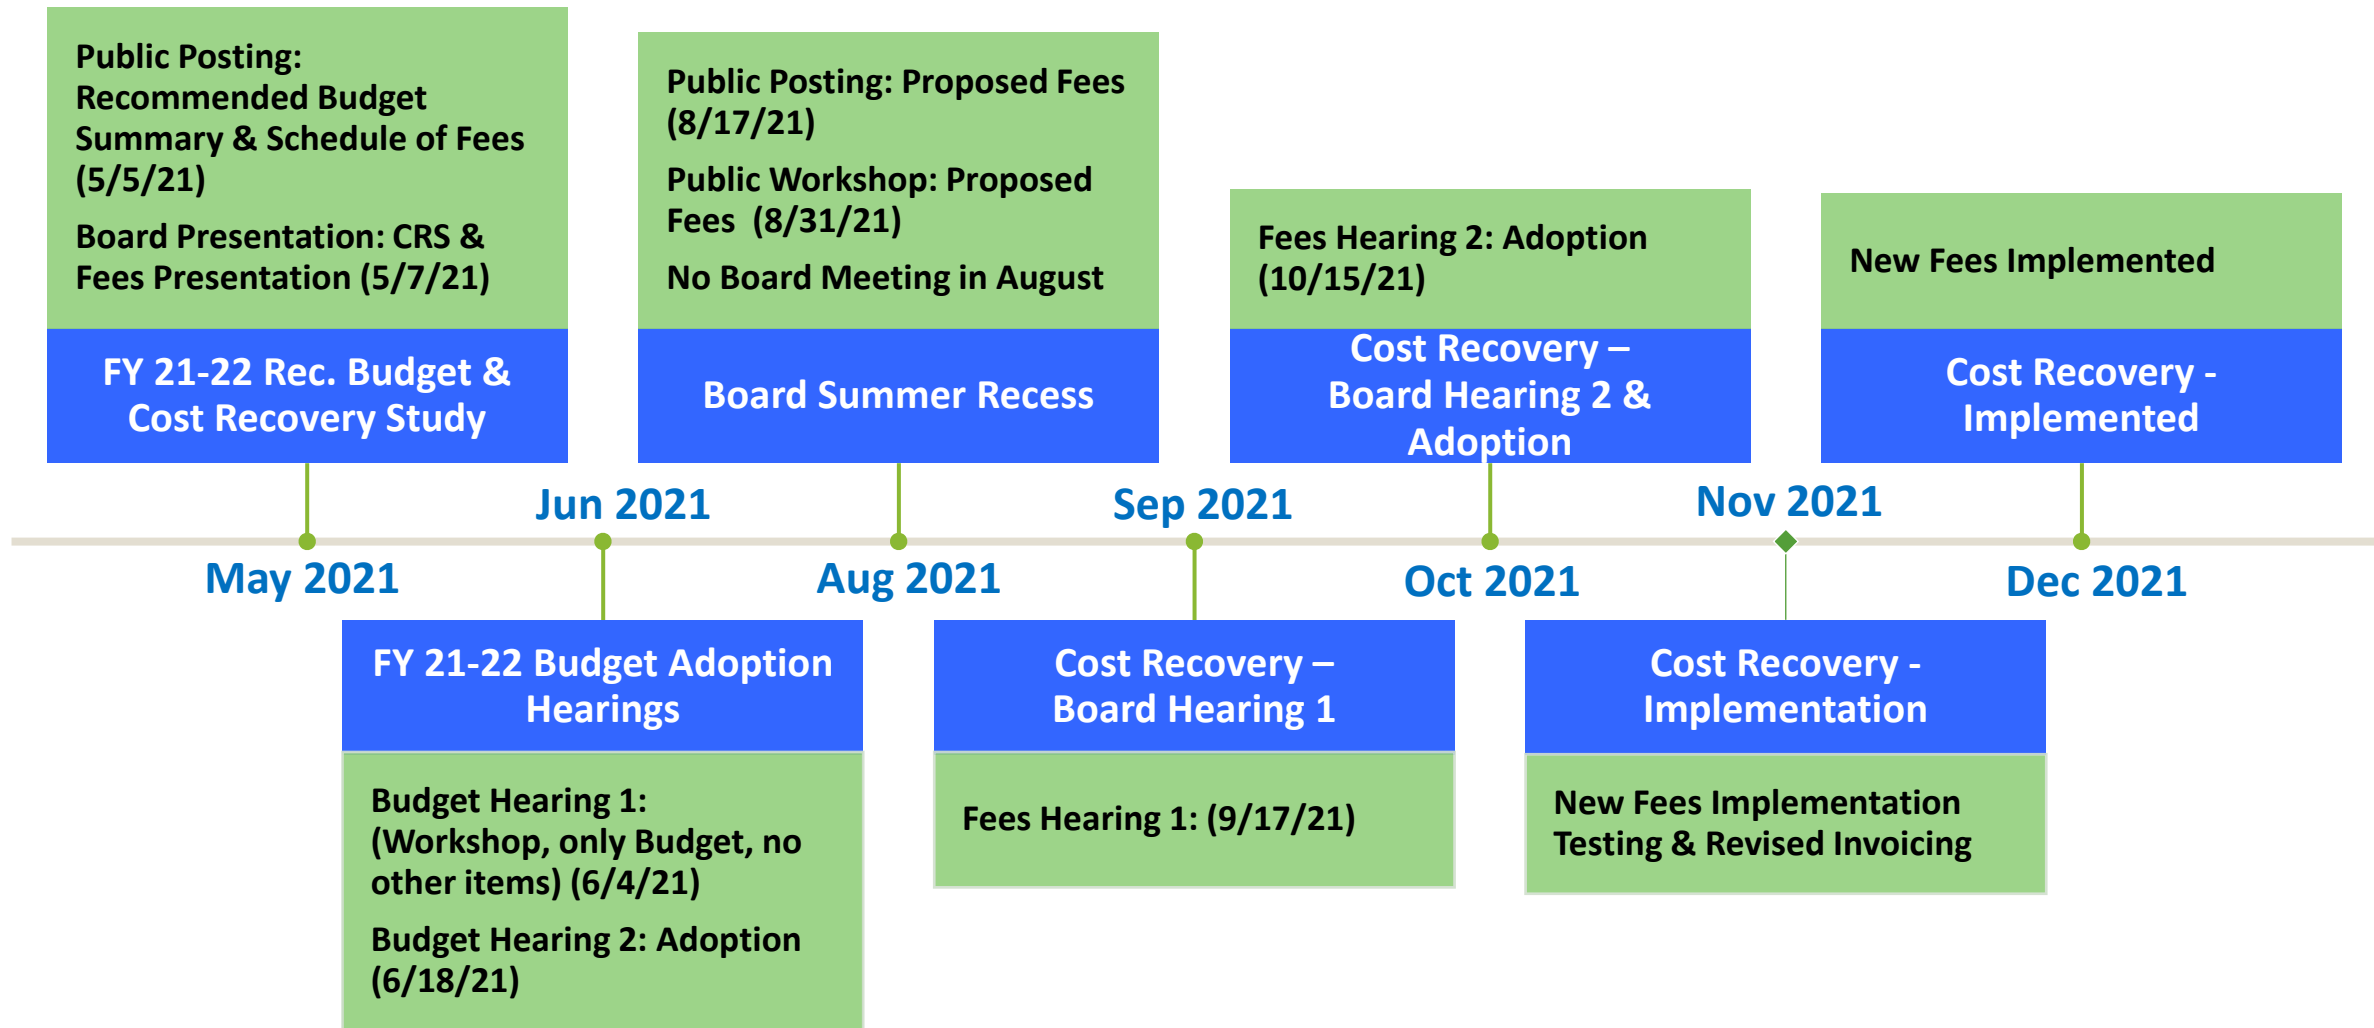 Public Posting:
Recommended Budget
Summary & Schedule of Fees
(5/5/21)
Board Presentation: CRS &
Fees Presentation (5/7/21)
FY 21-22 Rec. Budget &
Cost Recovery Study
Public Posting: Proposed Fees
(8/17/21)
Public Workshop: Proposed
Fees  (8/31/21)
No Board Meeting in August
Board Summer Recess
Fees Hearing 2: Adoption
(10/15/21)
Cost Recovery –
Board Hearing 2 &
Adoption
New Fees Implemented
Cost Recovery -
Implemented
May 2021
Jun 2021
Aug 2021
Sep 2021
Oct 2021
Nov 2021
Dec 2021
FY 21-22 Budget Adoption
Hearings
Budget Hearing 1:
(Workshop, only Budget, no
other items) (6/4/21)
Budget Hearing 2: Adoption
(6/18/21)
Cost Recovery –
Board Hearing 1
Fees Hearing 1: (9/17/21)
Cost Recovery -
Implementation
New Fees Implementation
Testing & Revised Invoicing